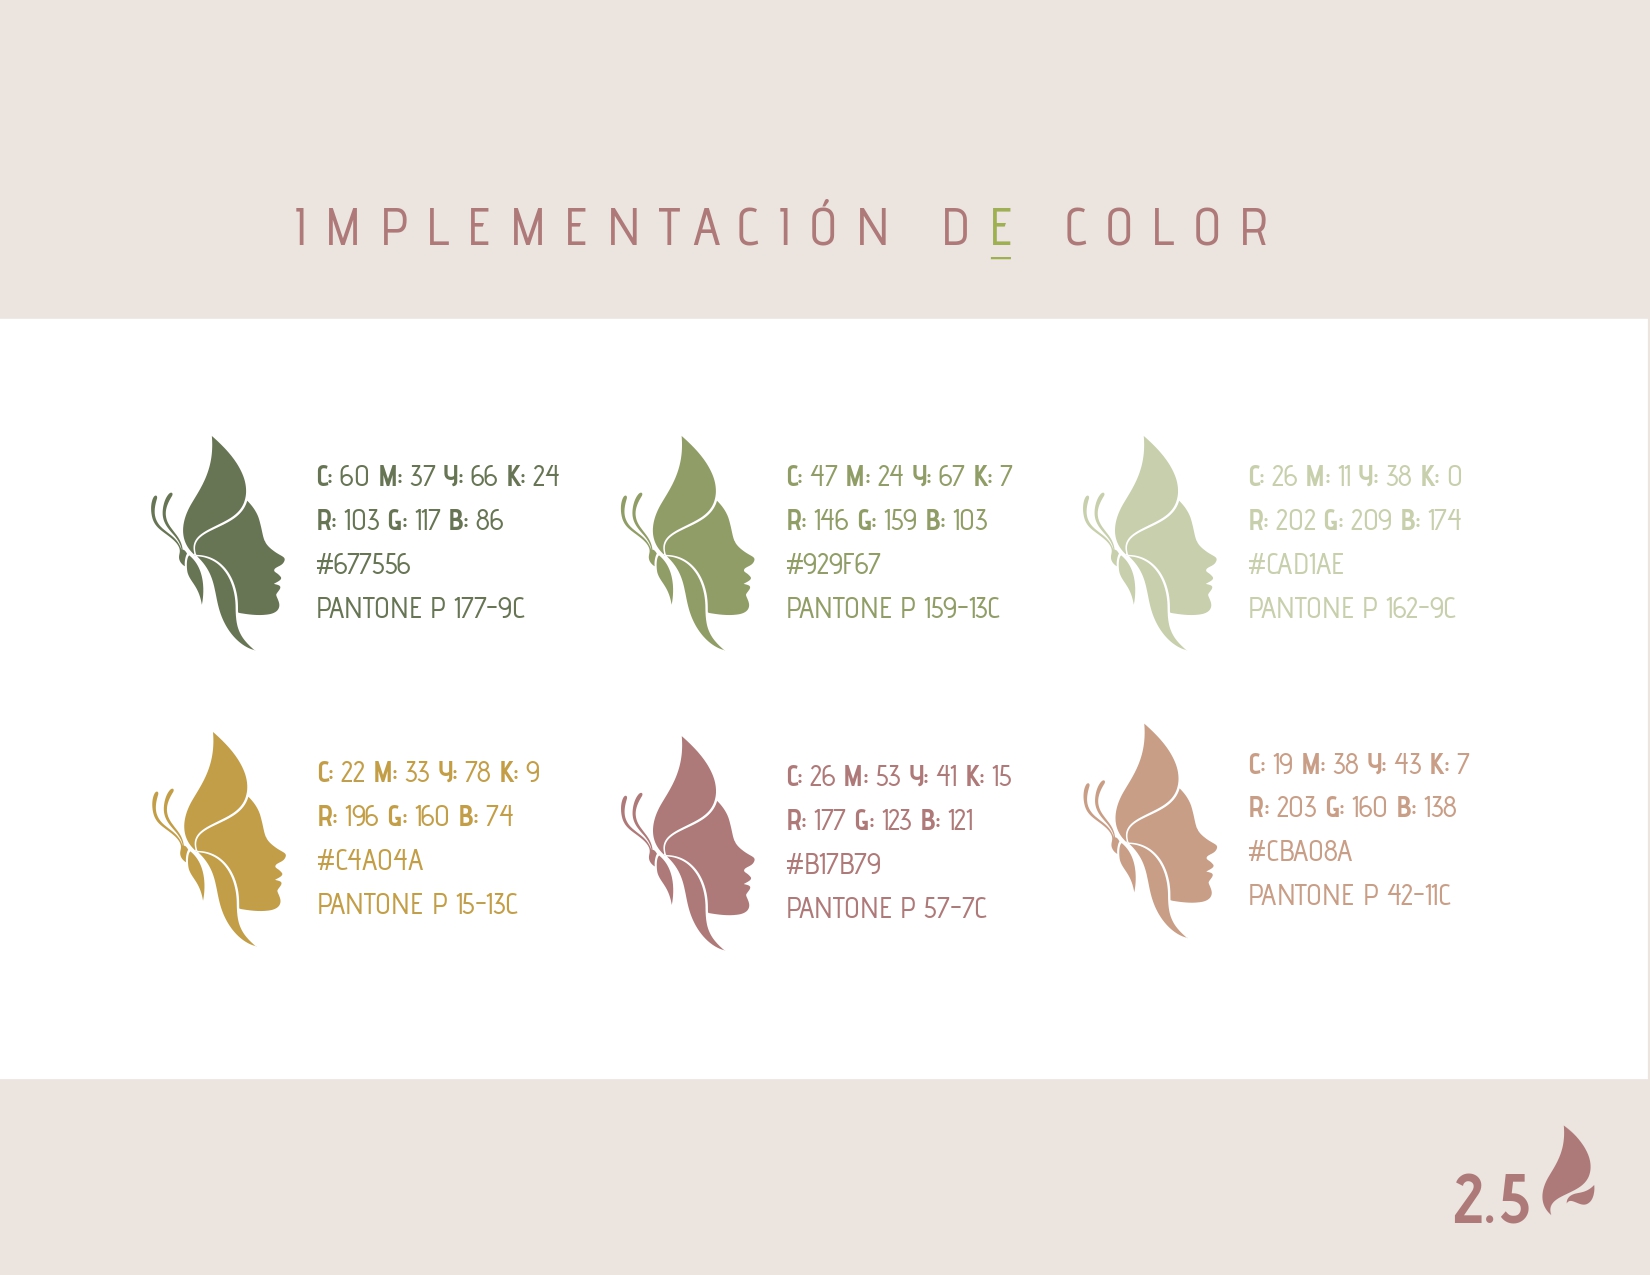 IMPLEMENTACIÓN DE COLOR
C: 60 M: 37 Y: 66 K: 24
R: 103 G: 117 B: 86
#677556
PANTONE P 177-9C
C: 47 M: 24 Y: 67 K: 7
R: 146 G: 159 B: 103
#929F67
PANTONE P 159-13C
C: 26 M: 11 Y: 38 K: 0
R: 202 G: 209 B: 174
#CAD1AE
PANTONE P 162-9C
C: 22 M: 33 Y: 78 K: 9
R: 196 G: 160 B: 74
#C4A04A
PANTONE P 15-13C
C: 26 M: 53 Y: 41 K: 15
R: 177 G: 123 B: 121
#B17B79
PANTONE P 57-7C
C: 19 M: 38 Y: 43 K: 7
R: 203 G: 160 B: 138
#CBA08A
PANTONE P 42-11C
2.5